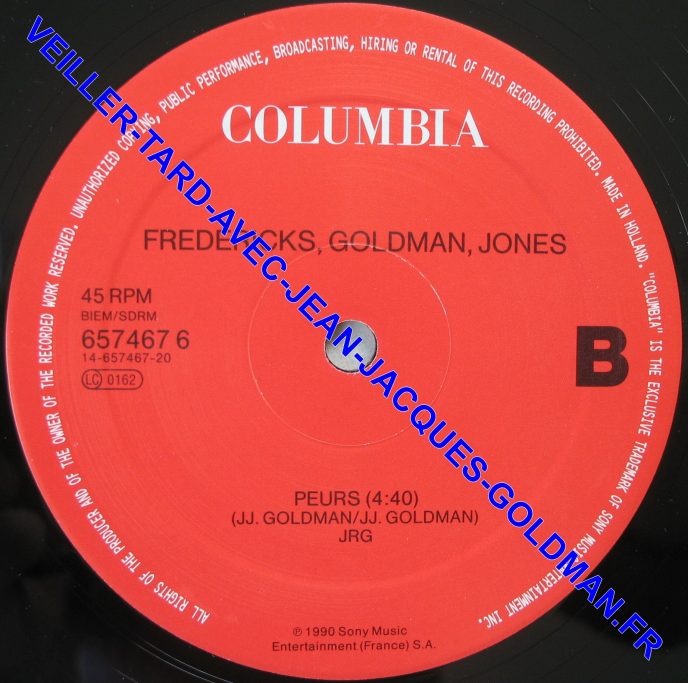 ALL RIGHTS OF THE PRODUCER AND OF THE OWNER OF THE RECORDED WORK RESERVED. UNAUTHORIZED COPYING, PUBLIC PERFORMANCE, BROADCASTING, HIRING OR RENTAL OF THIS RECORDING PROHIBITED. MADE IN HOLLAND. "COLUMBIA" IS THE EXCLUSIVE TRADEMARK OF SONY MUSIC ENTERTAINMENT INC.
COLUMBIA
FREDERICKS, GOLDMAN, JONES
45 RPM
BIEM/SDRM
657467 6
14-657467-20
LC 0162
B
PEURS (4:40)
(JJ. GOLDMAN/JJ. GOLDMAN)
JRG
℗ 1990 Sony Music
Entertainment (France) S.A.
VEILLER-TARD-AVEC-JEAN-JACQUES-GOLDMAN.FR